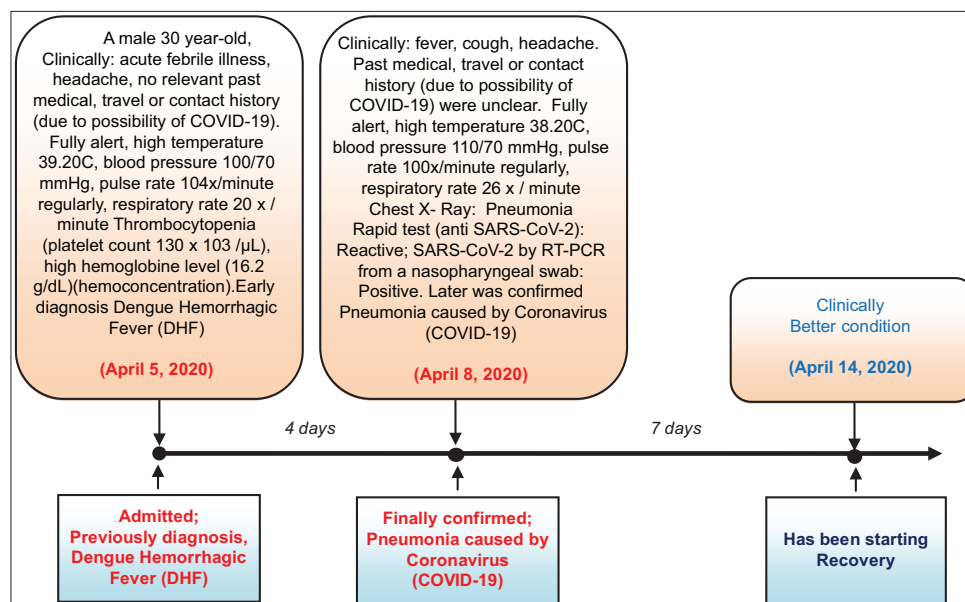 A male 30 year-old,
Clinically: acute febrile illness,
headache, no relevant past
medical, travel or contact history
(due to possibility of COVID-19).
Fully alert, high temperature
39.20C, blood pressure 100/70
mmHg, pulse rate 104x/minute
regularly, respiratory rate 20 x /
minute Thrombocytopenia
(platelet count 130 x 103 /µL),
high hemoglobine level (16.2
g/dL)(hemoconcentration).Early
diagnosis Dengue Hemorrhagic
Fever (DHF)
(April 5, 2020)
Clinically: fever, cough, headache.
Past medical, travel or contact
history (due to possibility of
COVID-19) were unclear. Fully
alert, high temperature 38.20C,
blood pressure 110/70 mmHg, pulse
rate 100x/minute regularly,
respiratory rate 26 x / minute
Chest X- Ray: Pneumonia
Rapid test (anti SARS-CoV-2):
Reactive; SARS-CoV-2 by RT-PCR
from a nasopharyngeal swab:
Positive. Later was confirmed
Pneumonia caused by Coronavirus
(COVID-19)
(April 8, 2020)
Clinically
Better condition
(April 14, 2020)
4 days
7 days
Admitted;
Previously diagnosis,
Dengue Hemorrhagic
Fever (DHF)
Finally confirmed;
Pneumonia caused by
Coronavirus
(COVID-19)
Has been starting
Recovery